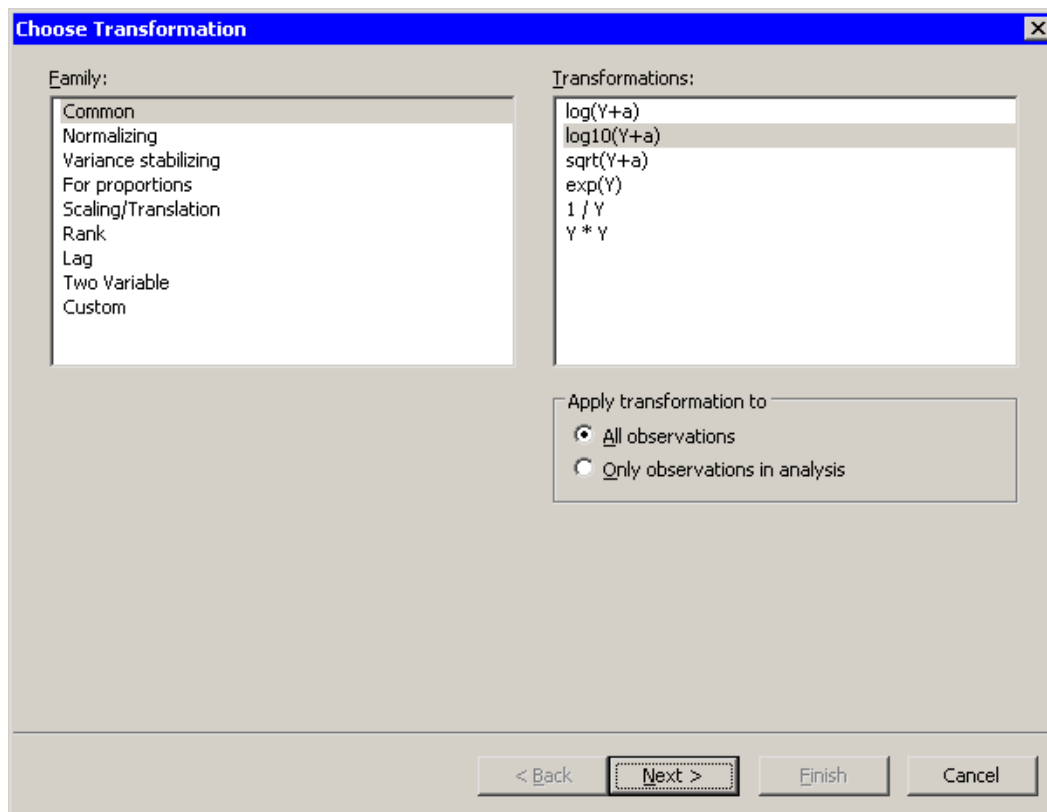 Choose Transformation
Family:
Common
Normalizing
Variance stabilizing
For proportions
Scaling/Translation
Rank
Lag
Two Variable
Custom
Transformations:
log(Y+a)
log10(Y+a)
sqrt(Y+a)
exp(Y)
1 / Y
Y * Y
Apply transformation to
All observations
Only observations in analysis
< Back
Next >
Finish
Cancel